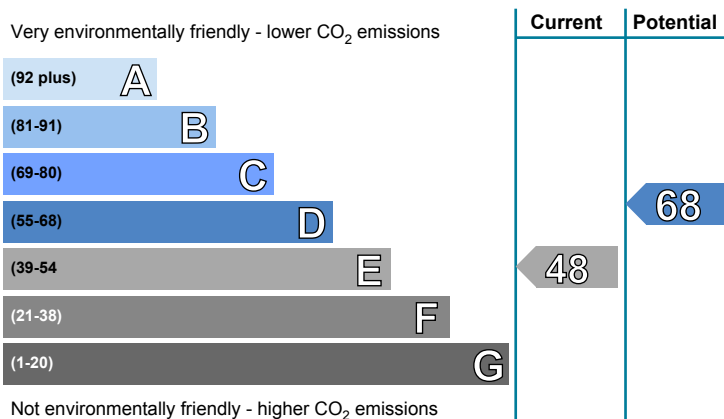 Very environmentally friendly - lower CO₂ emissions
Current
Potential
(92 plus) A
(81-91) B
(69-80) C
(55-68) D
68
(39-54 E
48
(21-38) F
(1-20) G
Not environmentally friendly - higher CO₂ emissions